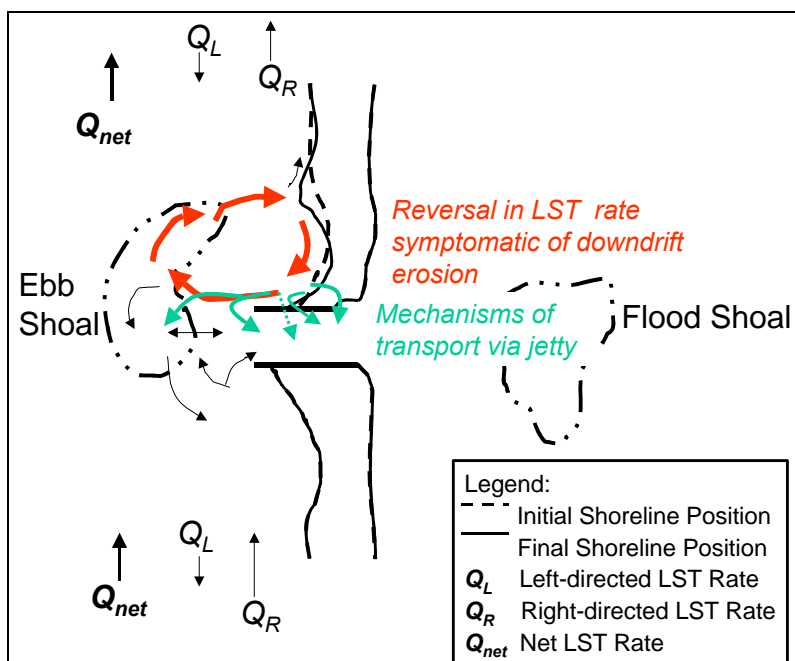 Q_L
Q_R
Q_net
Reversal in LST rate
symptomatic of downdrift
erosion
Ebb
Shoal
Mechanisms of
transport via jetty
Flood Shoal
Q_L
Q_net
Q_R
Legend:
Initial Shoreline Position
Final Shoreline Position
Q_L Left-directed LST Rate
Q_R Right-directed LST Rate
Q_net Net LST Rate